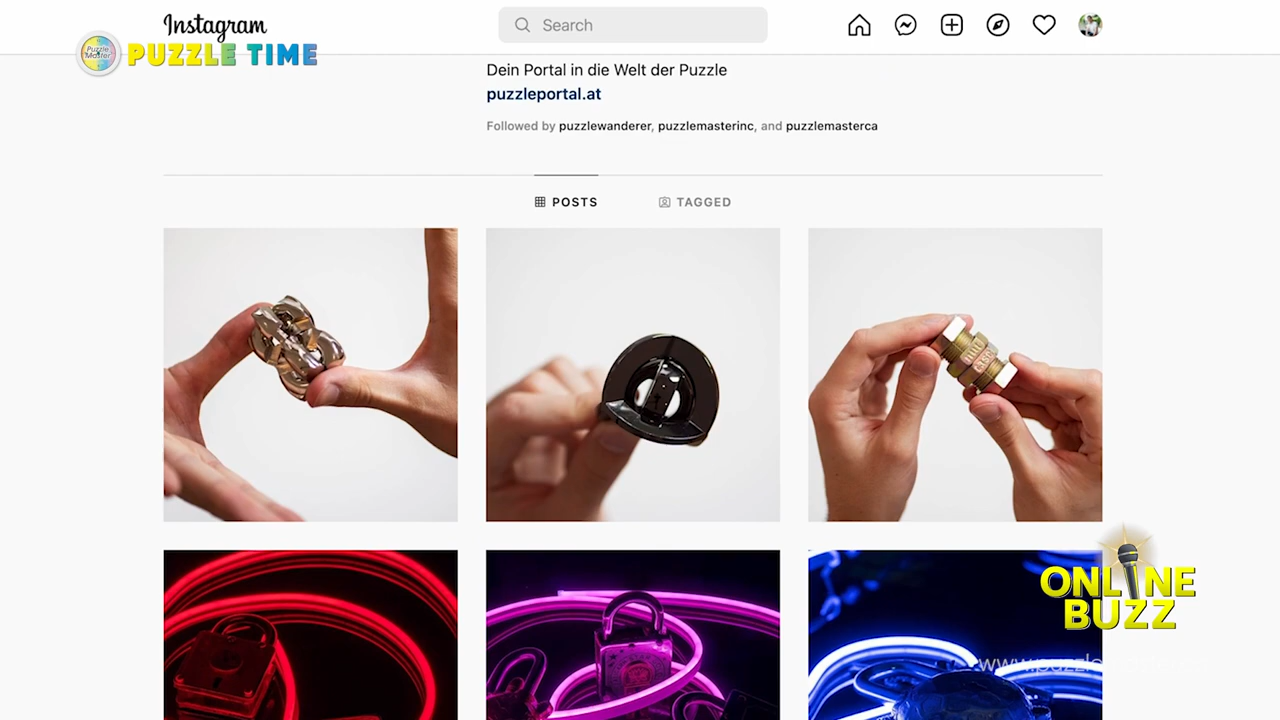 Instagram
Search
Puzzle Master
PUZZLE TIME
Dein Portal in die Welt der Puzzle
puzzleportal.at
Followed by puzzlewanderer, puzzlemasterinc, and puzzlemasterca
POSTS
TAGGED
ONLINE
BUZZ